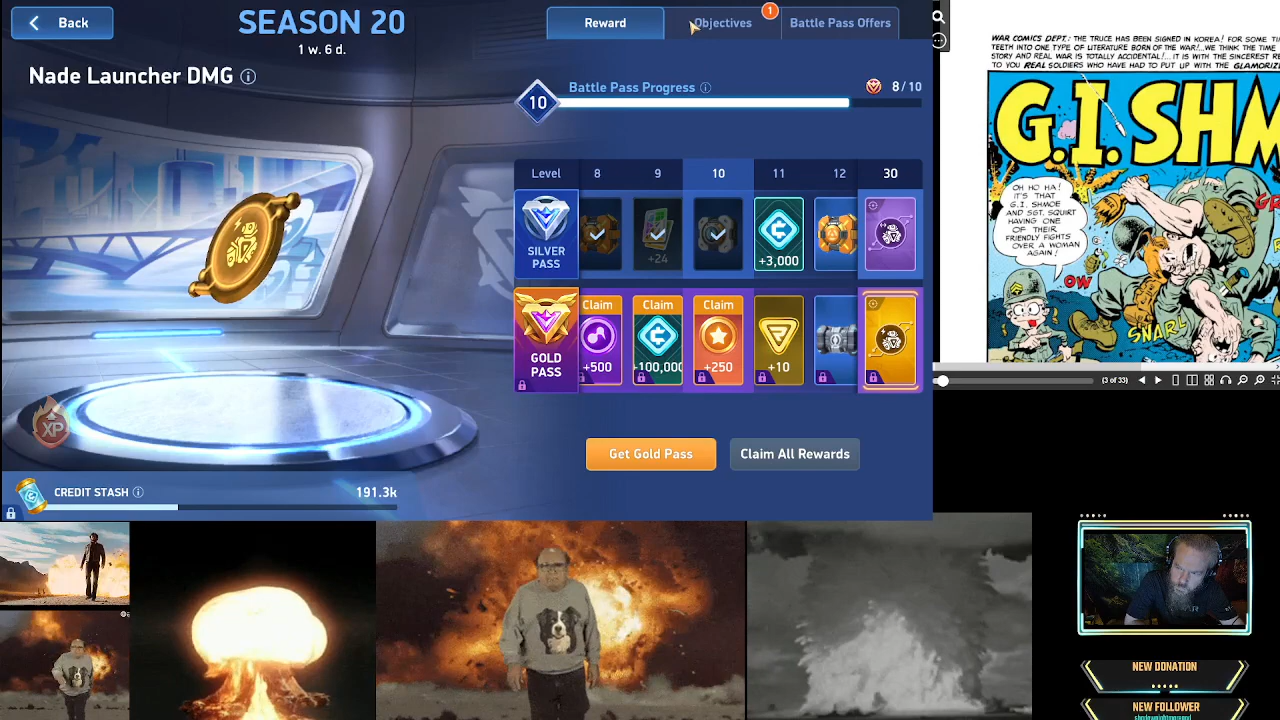 Back
SEASON 20
1 w. 6 d.
Reward
Objectives
1
Battle Pass Offers
Nade Launcher DMG
10
Battle Pass Progress
8/10
Level
8
9
10
11
12
30
SILVER
PASS
+24
+3,000
GOLD
PASS
Claim
Claim
Claim
+500
+100,000
+250
+10
Get Gold Pass
Claim All Rewards
XP
CREDIT STASH
191.3k
WAR COMICS DEPT.: THE TRUCE HAS BEEN SIGNED IN KOREA! FOR SOME
TEETH INTO ONE TYPE OF LITERATURE BORN OF THE WAR!...WE THINK THE TIME
STORY AND REAL WAR IS TOTALLY ACCIDENTAL!... IT IS WITH THE SINCEREST
TO YOU REAL SOLDIERS WHO HAVE HAD TO PUT UP WITH THE
G.I. SHM
OH HO HA!
IT'S THAT
G.I. SHMOE
AND SGT. SQUIRT
HAVING ONE
OF THEIR
FRIENDLY FIGHTS
OVER A WOMAN
AGAIN!
OW
SNARL
(3 of 33)
NEW DONATION
NEW FOLLOWER